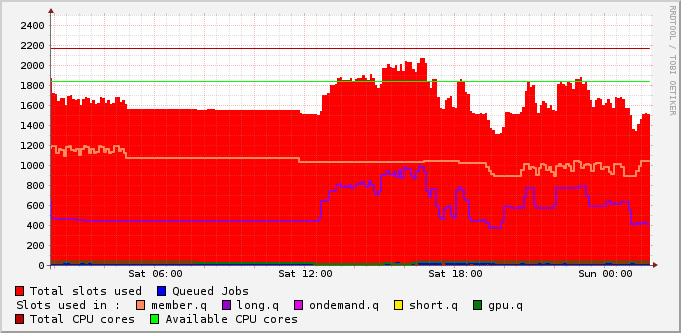 2400
2200
2000
1800
1600
1400
1200
1000
800
600
400
200
0
Sat 06:00 Sat 12:00 Sat 18:00 Sun 00:00
RRDTOOL / TOBI OETIKER
Total slots used Queued Jobs
Slots used in : member.q long.q ondemand.q short.q gpu.q
Total CPU cores Available CPU cores